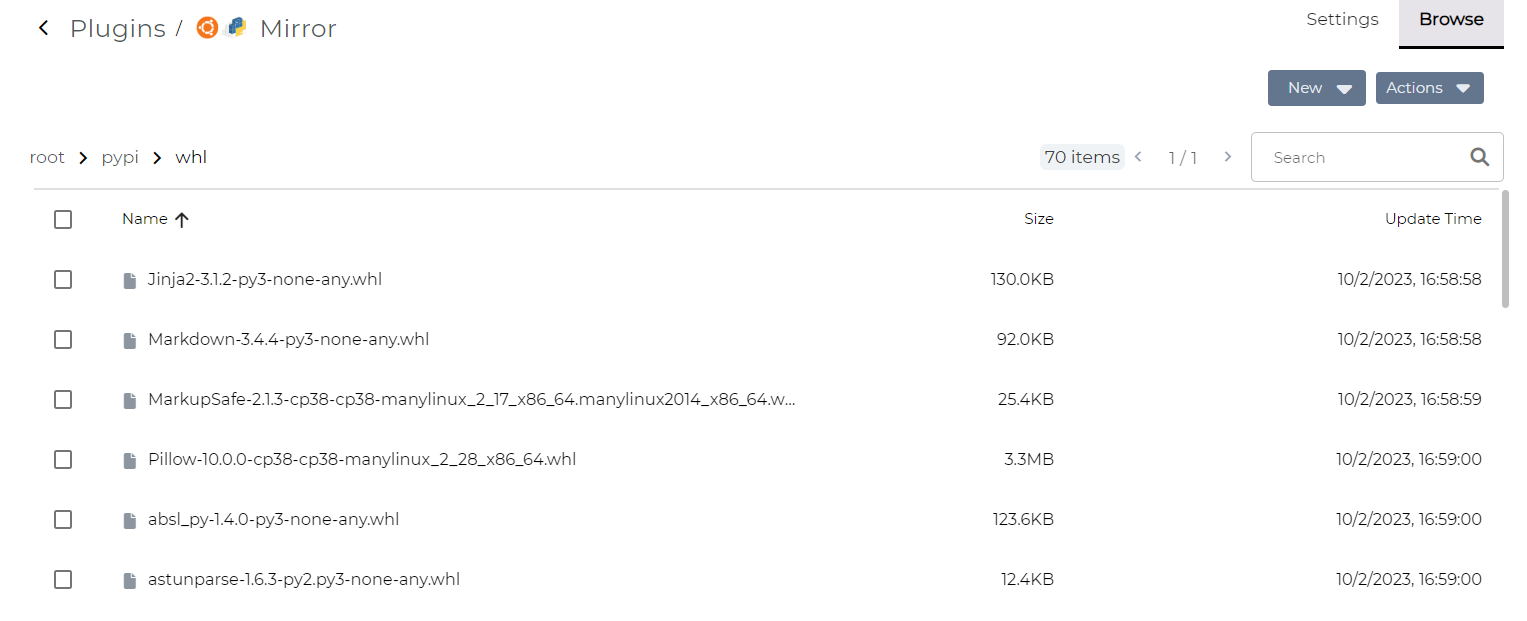 Plugins / Mirror
Settings
Browse
New
Actions
root > pypi > whl
70 items < 1 / 1 >
Search
Name Size Update Time
Jinja2-3.1.2-py3-none-any.whl 130.0KB 10/2/2023, 16:58:58
Markdown-3.4.4-py3-none-any.whl 92.0KB 10/2/2023, 16:58:58
MarkupSafe-2.1.3-cp38-cp38-manylinux_2_17_x86_64.manylinux2014_x86_64.w... 25.4KB 10/2/2023, 16:58:59
Pillow-10.0.0-cp38-cp38-manylinux_2_28_x86_64.whl 3.3MB 10/2/2023, 16:59:00
absl_py-1.4.0-py3-none-any.whl 123.6KB 10/2/2023, 16:59:00
astunparse-1.6.3-py2.py3-none-any.whl 12.4KB 10/2/2023, 16:59:00